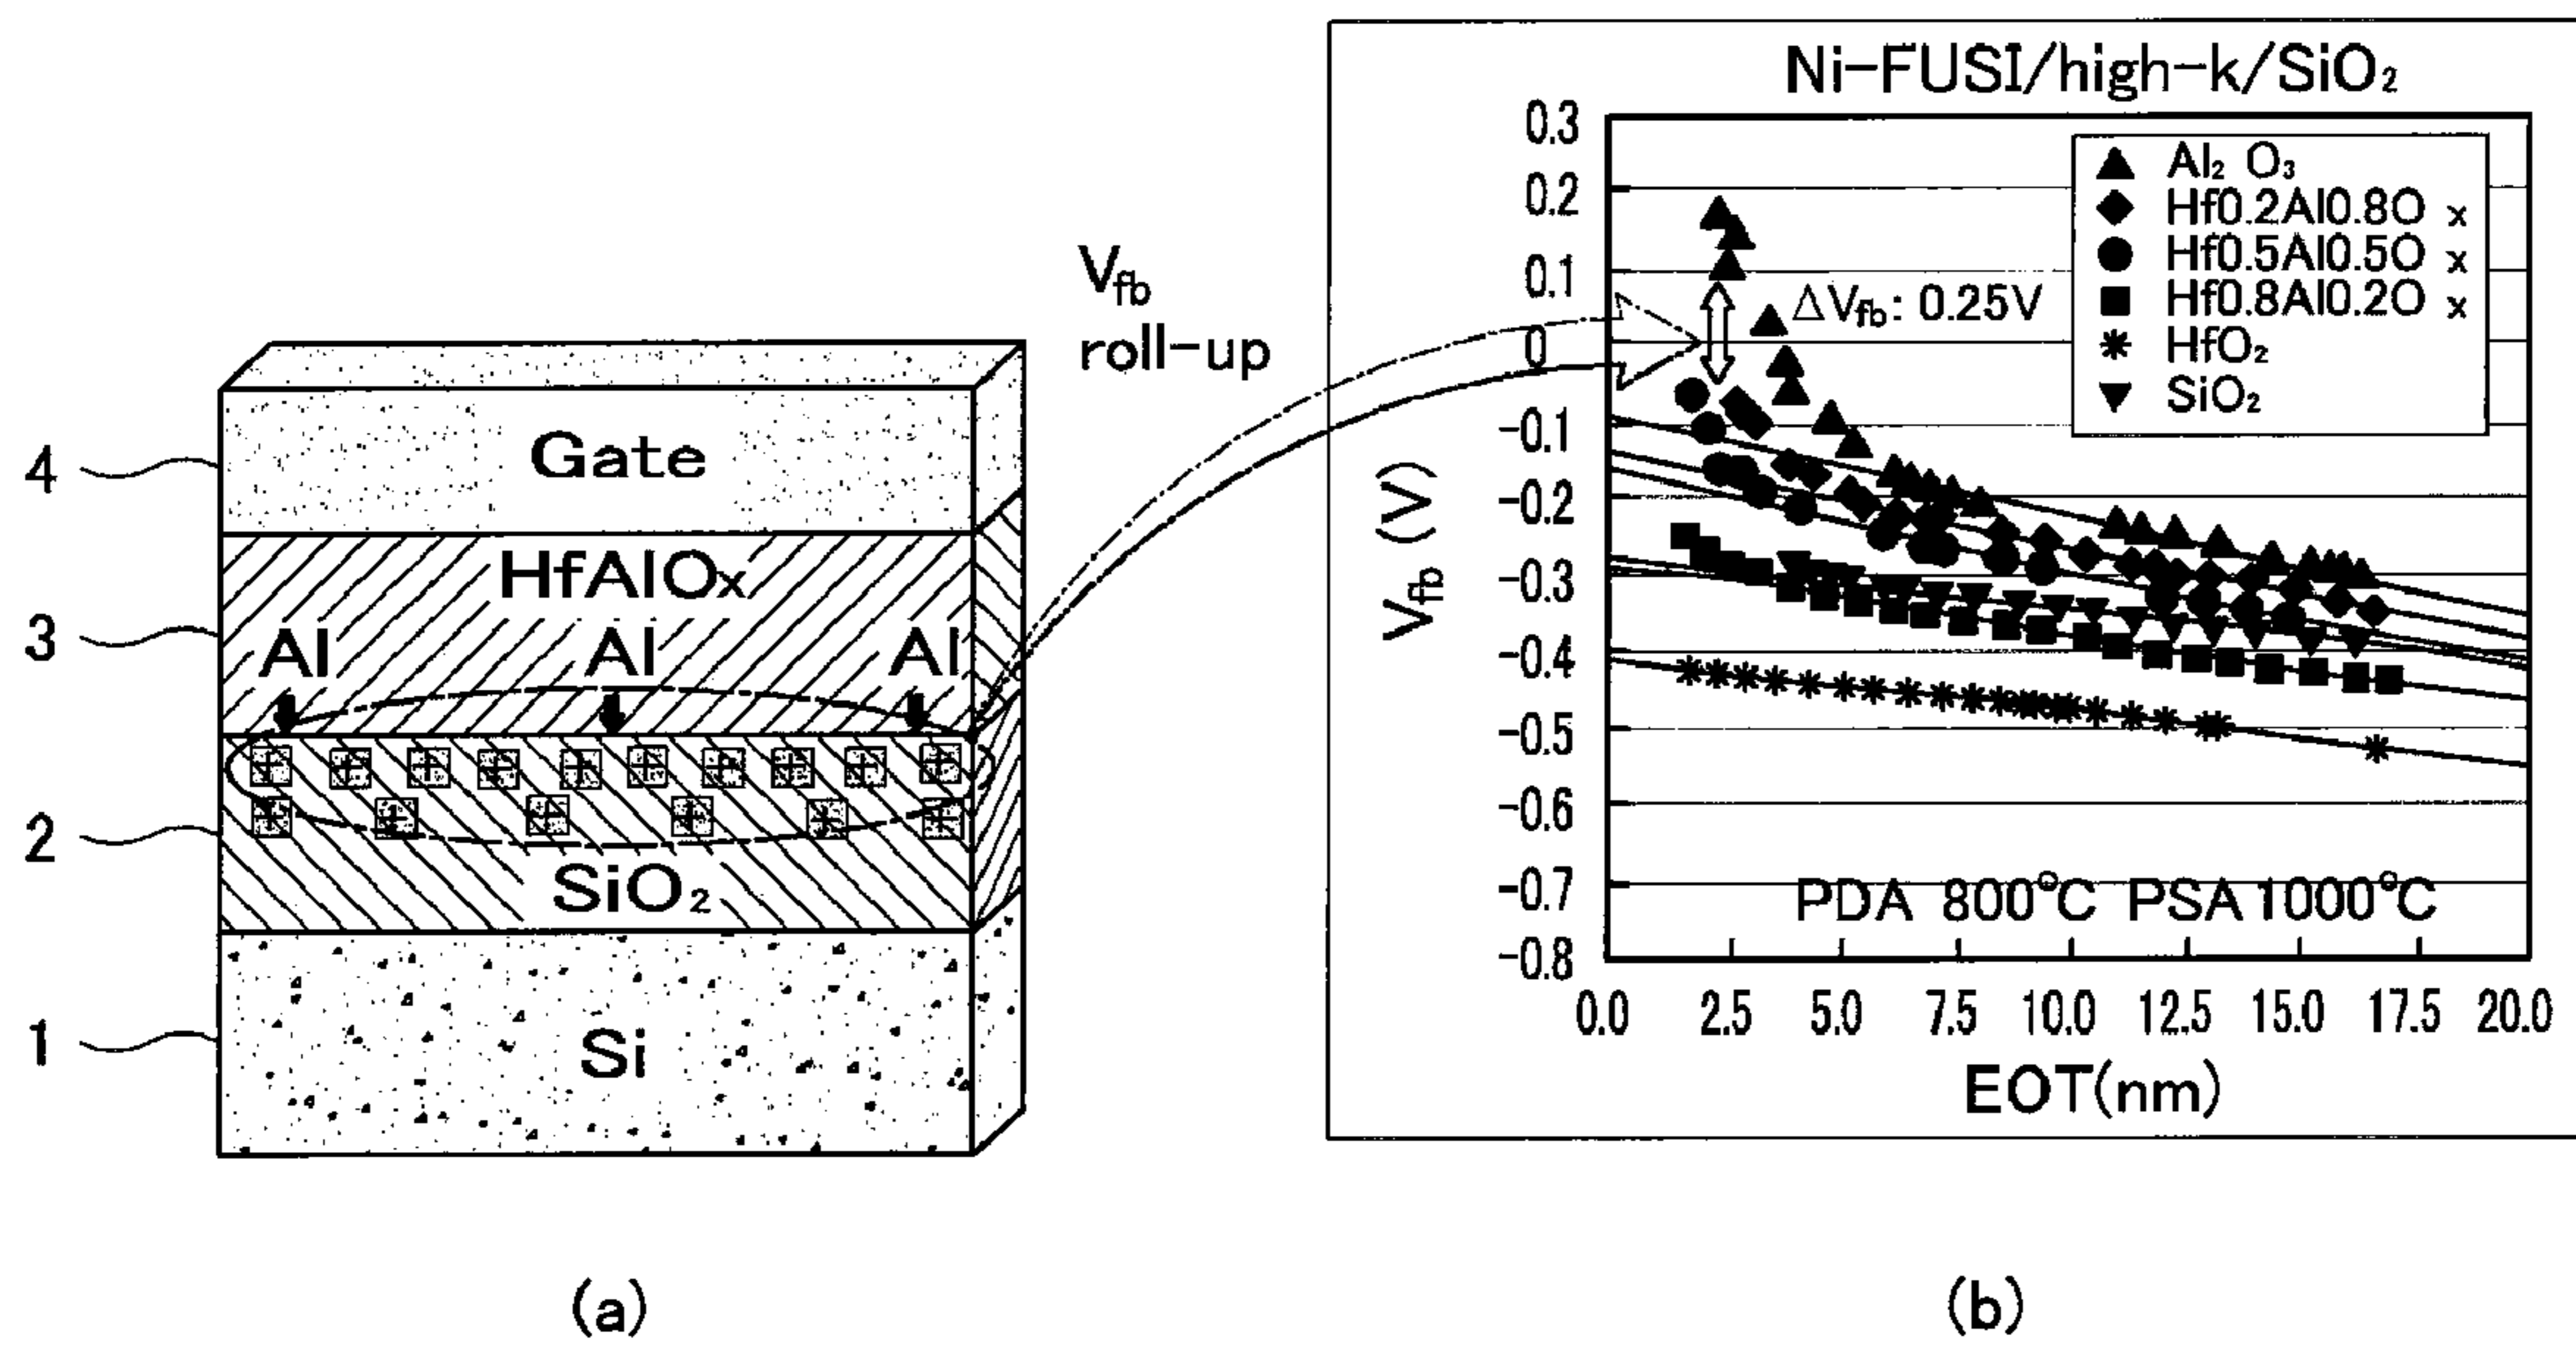 4
3
2
1
Gate
HfAlOx
Al Al Al
SiO₂
Si
Vfb
roll-up
(a)
Ni-FUSI/high-k/SiO₂
0.3
0.2
0.1
0
-0.1
-0.2
-0.3
-0.4
-0.5
-0.6
-0.7
-0.8
Vfb (V)
Al₂ O₃
Hf0.2Al0.8O x
Hf0.5Al0.5O x
Hf0.8Al0.2O x
HfO₂
SiO₂
ΔVfb: 0.25V
PDA 800°C PSA 1000°C
0.0 2.5 5.0 7.5 10.0 12.5 15.0 17.5 20.0
EOT(nm)
(b)